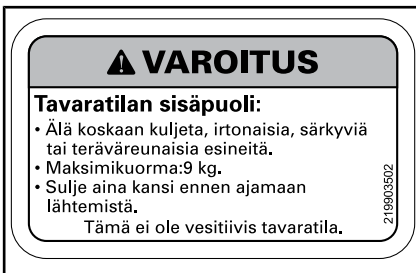 VAROITUS
Tavaratilan sisäpuoli:
• Älä koskaan kuljeta, irtonaisia, särkyviä
tai teräväreunaisia esineitä.
• Maksimikuorma:9 kg.
• Sulje aina kansi ennen ajamaan
lähtemistä.
Tämä ei ole vesitiivis tavaratila.
219903502